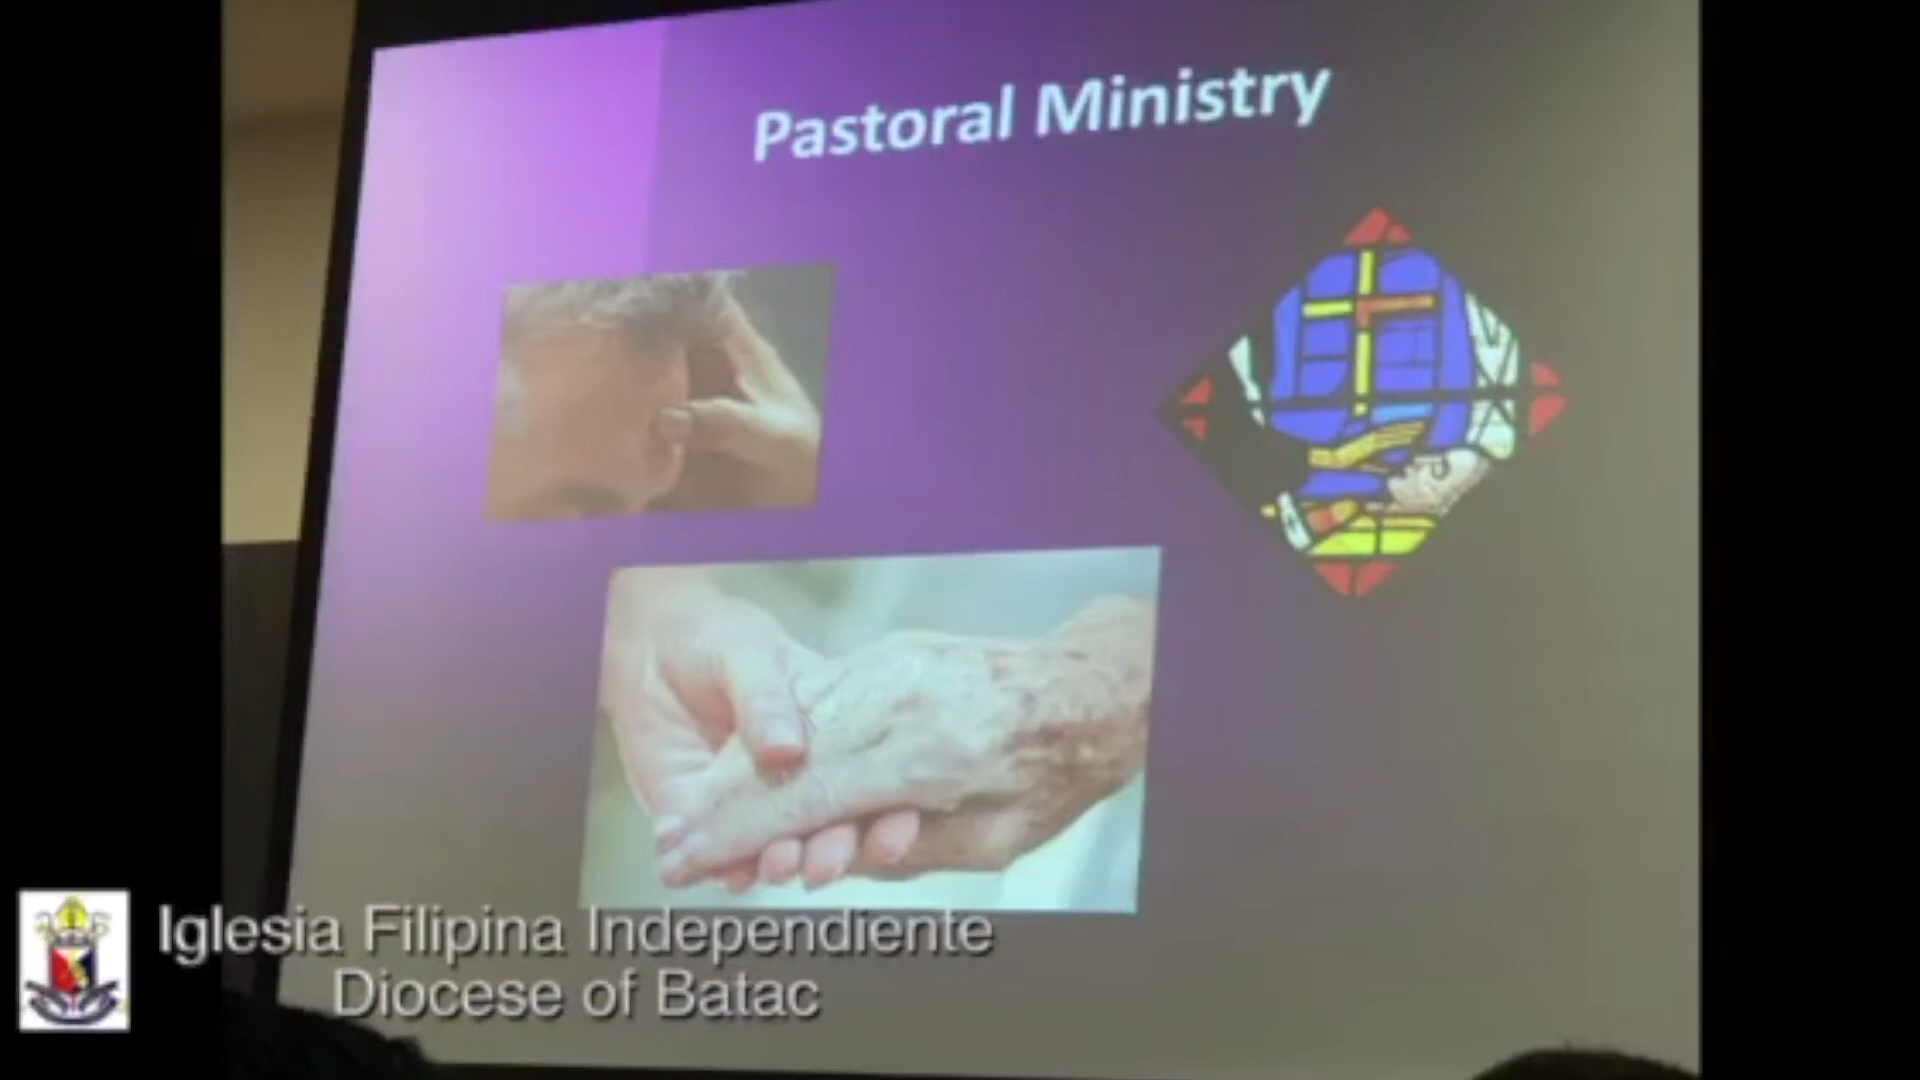 Pastoral Ministry
Iglesia Filipina Independiente
Diocese of Batac